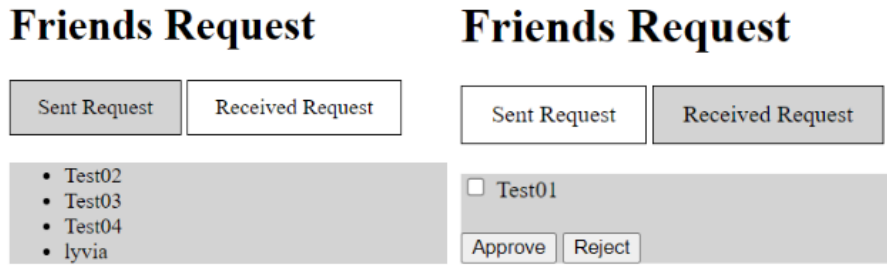 Friends Request
Sent Request
Received Request
Test02
Test03
Test04
lyvia
Friends Request
Sent Request
Received Request
Test01
Approve
Reject